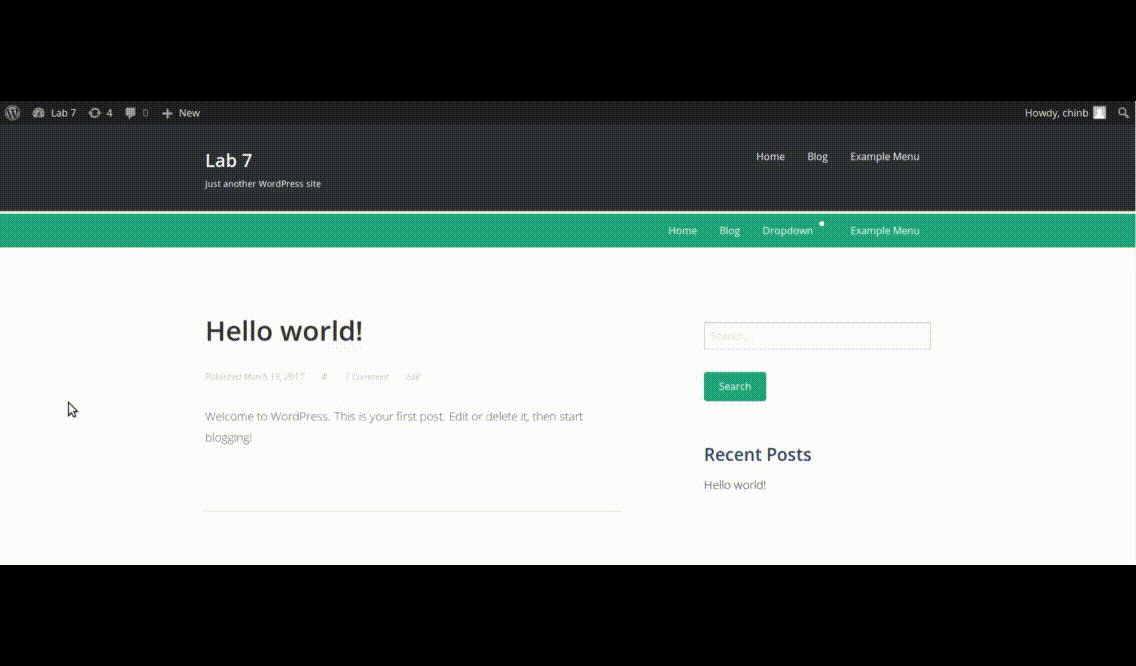 Lab 7 4 0 New Howdy, chinb
Lab 7
Just another WordPress site
Home Blog Example Menu
Home Blog Dropdown Example Menu
Hello world!
Published March 19, 2017 # 1 Comment Edit
Welcome to WordPress. This is your first post. Edit or delete it, then start
blogging!
Search...
Search
Recent Posts
Hello world!